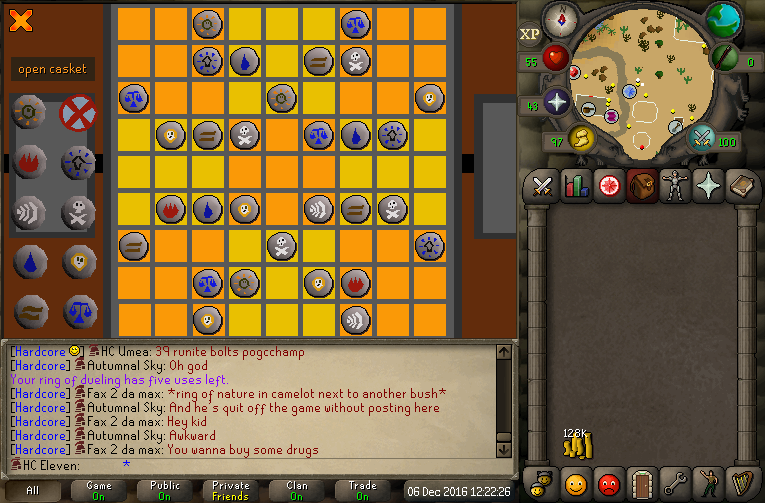 XP
55
0
43
97
100
open casket
[Hardcore] HC Umea: 39 runite bolts pogcchamp
[Hardcore] Autumnal Sky: Oh god
Your ring of dueling has five uses left.
[Hardcore] Fax 2 da max: *ring of nature in camelot next to another bush*
[Hardcore] Autumnal Sky: And he's quit off the game without posting here
[Hardcore] Fax 2 da max: Hey kid
[Hardcore] Autumnal Sky: Awkward
[Hardcore] Fax 2 da max: You wanna buy some drugs
HC Eleven: *
128K
All
Game
On
Public
On
Private
Friends
Clan
On
Trade
On
06 Dec 2016 12:22:26